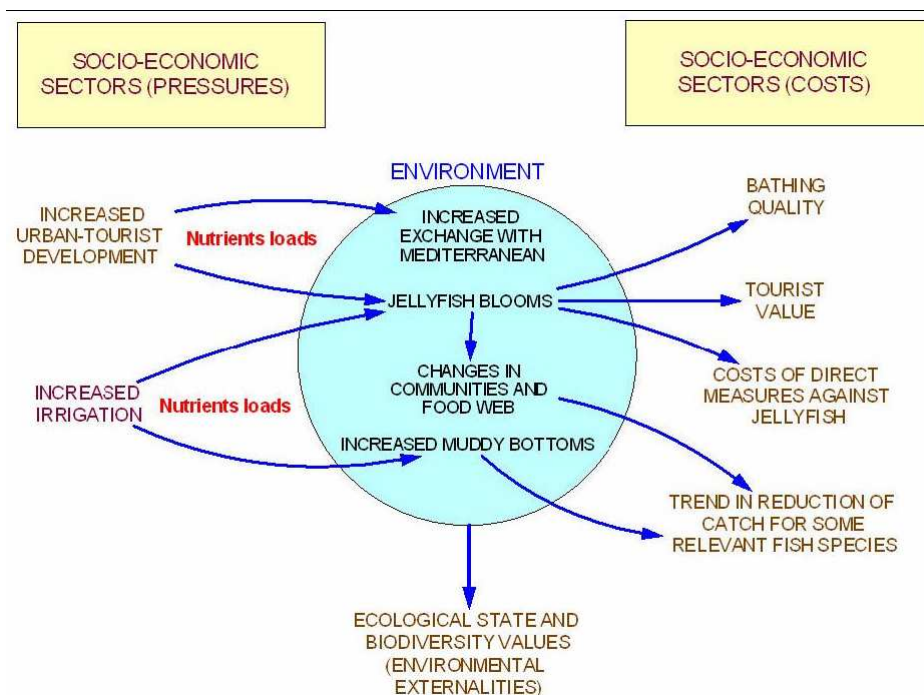 SOCIO-ECONOMIC
SECTORS (PRESSURES)
SOCIO-ECONOMIC
SECTORS (COSTS)
ENVIRONMENT
INCREASED
URBAN-TOURIST
DEVELOPMENT
Nutrients loads
INCREASED
EXCHANGE WITH
MEDITERRANEAN
BATHING
QUALITY
JELLYFISH BLOOMS
TOURIST
VALUE
INCREASED
IRRIGATION
Nutrients loads
CHANGES IN
COMMUNITIES AND
FOOD WEB
COSTS OF DIRECT
MEASURES AGAINST
JELLYFISH
INCREASED MUDDY BOTTOMS
TREND IN REDUCTION OF
CATCH FOR SOME
RELEVANT FISH SPECIES
ECOLOGICAL STATE AND
BIODIVERSITY VALUES
(ENVIRONMENTAL
EXTERNALITIES)